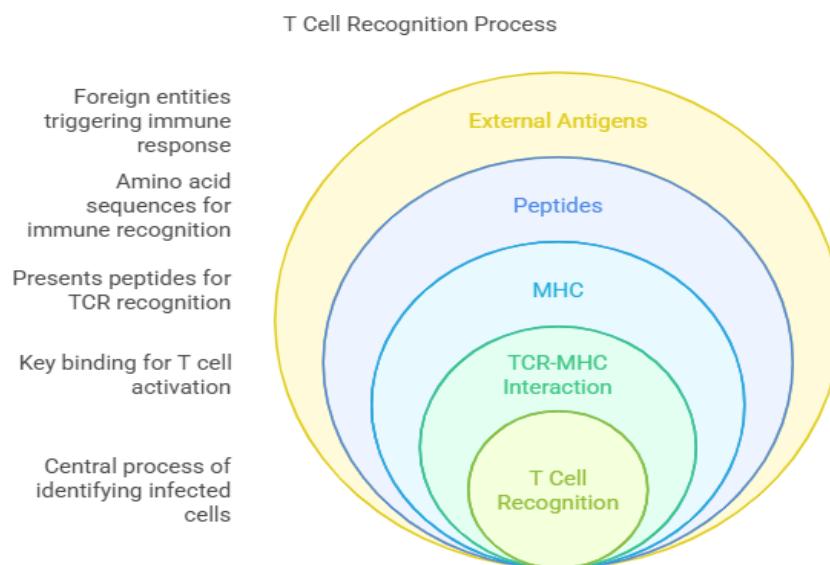 T Cell Recognition Process
Foreign entities
triggering immune
response
External Antigens
Amino acid
sequences for
immune recognition
Peptides
Presents peptides for
TCR recognition
MHC
Key binding for T cell
activation
TCR-MHC
Interaction
Central process of
identifying infected
cells
T Cell
Recognition